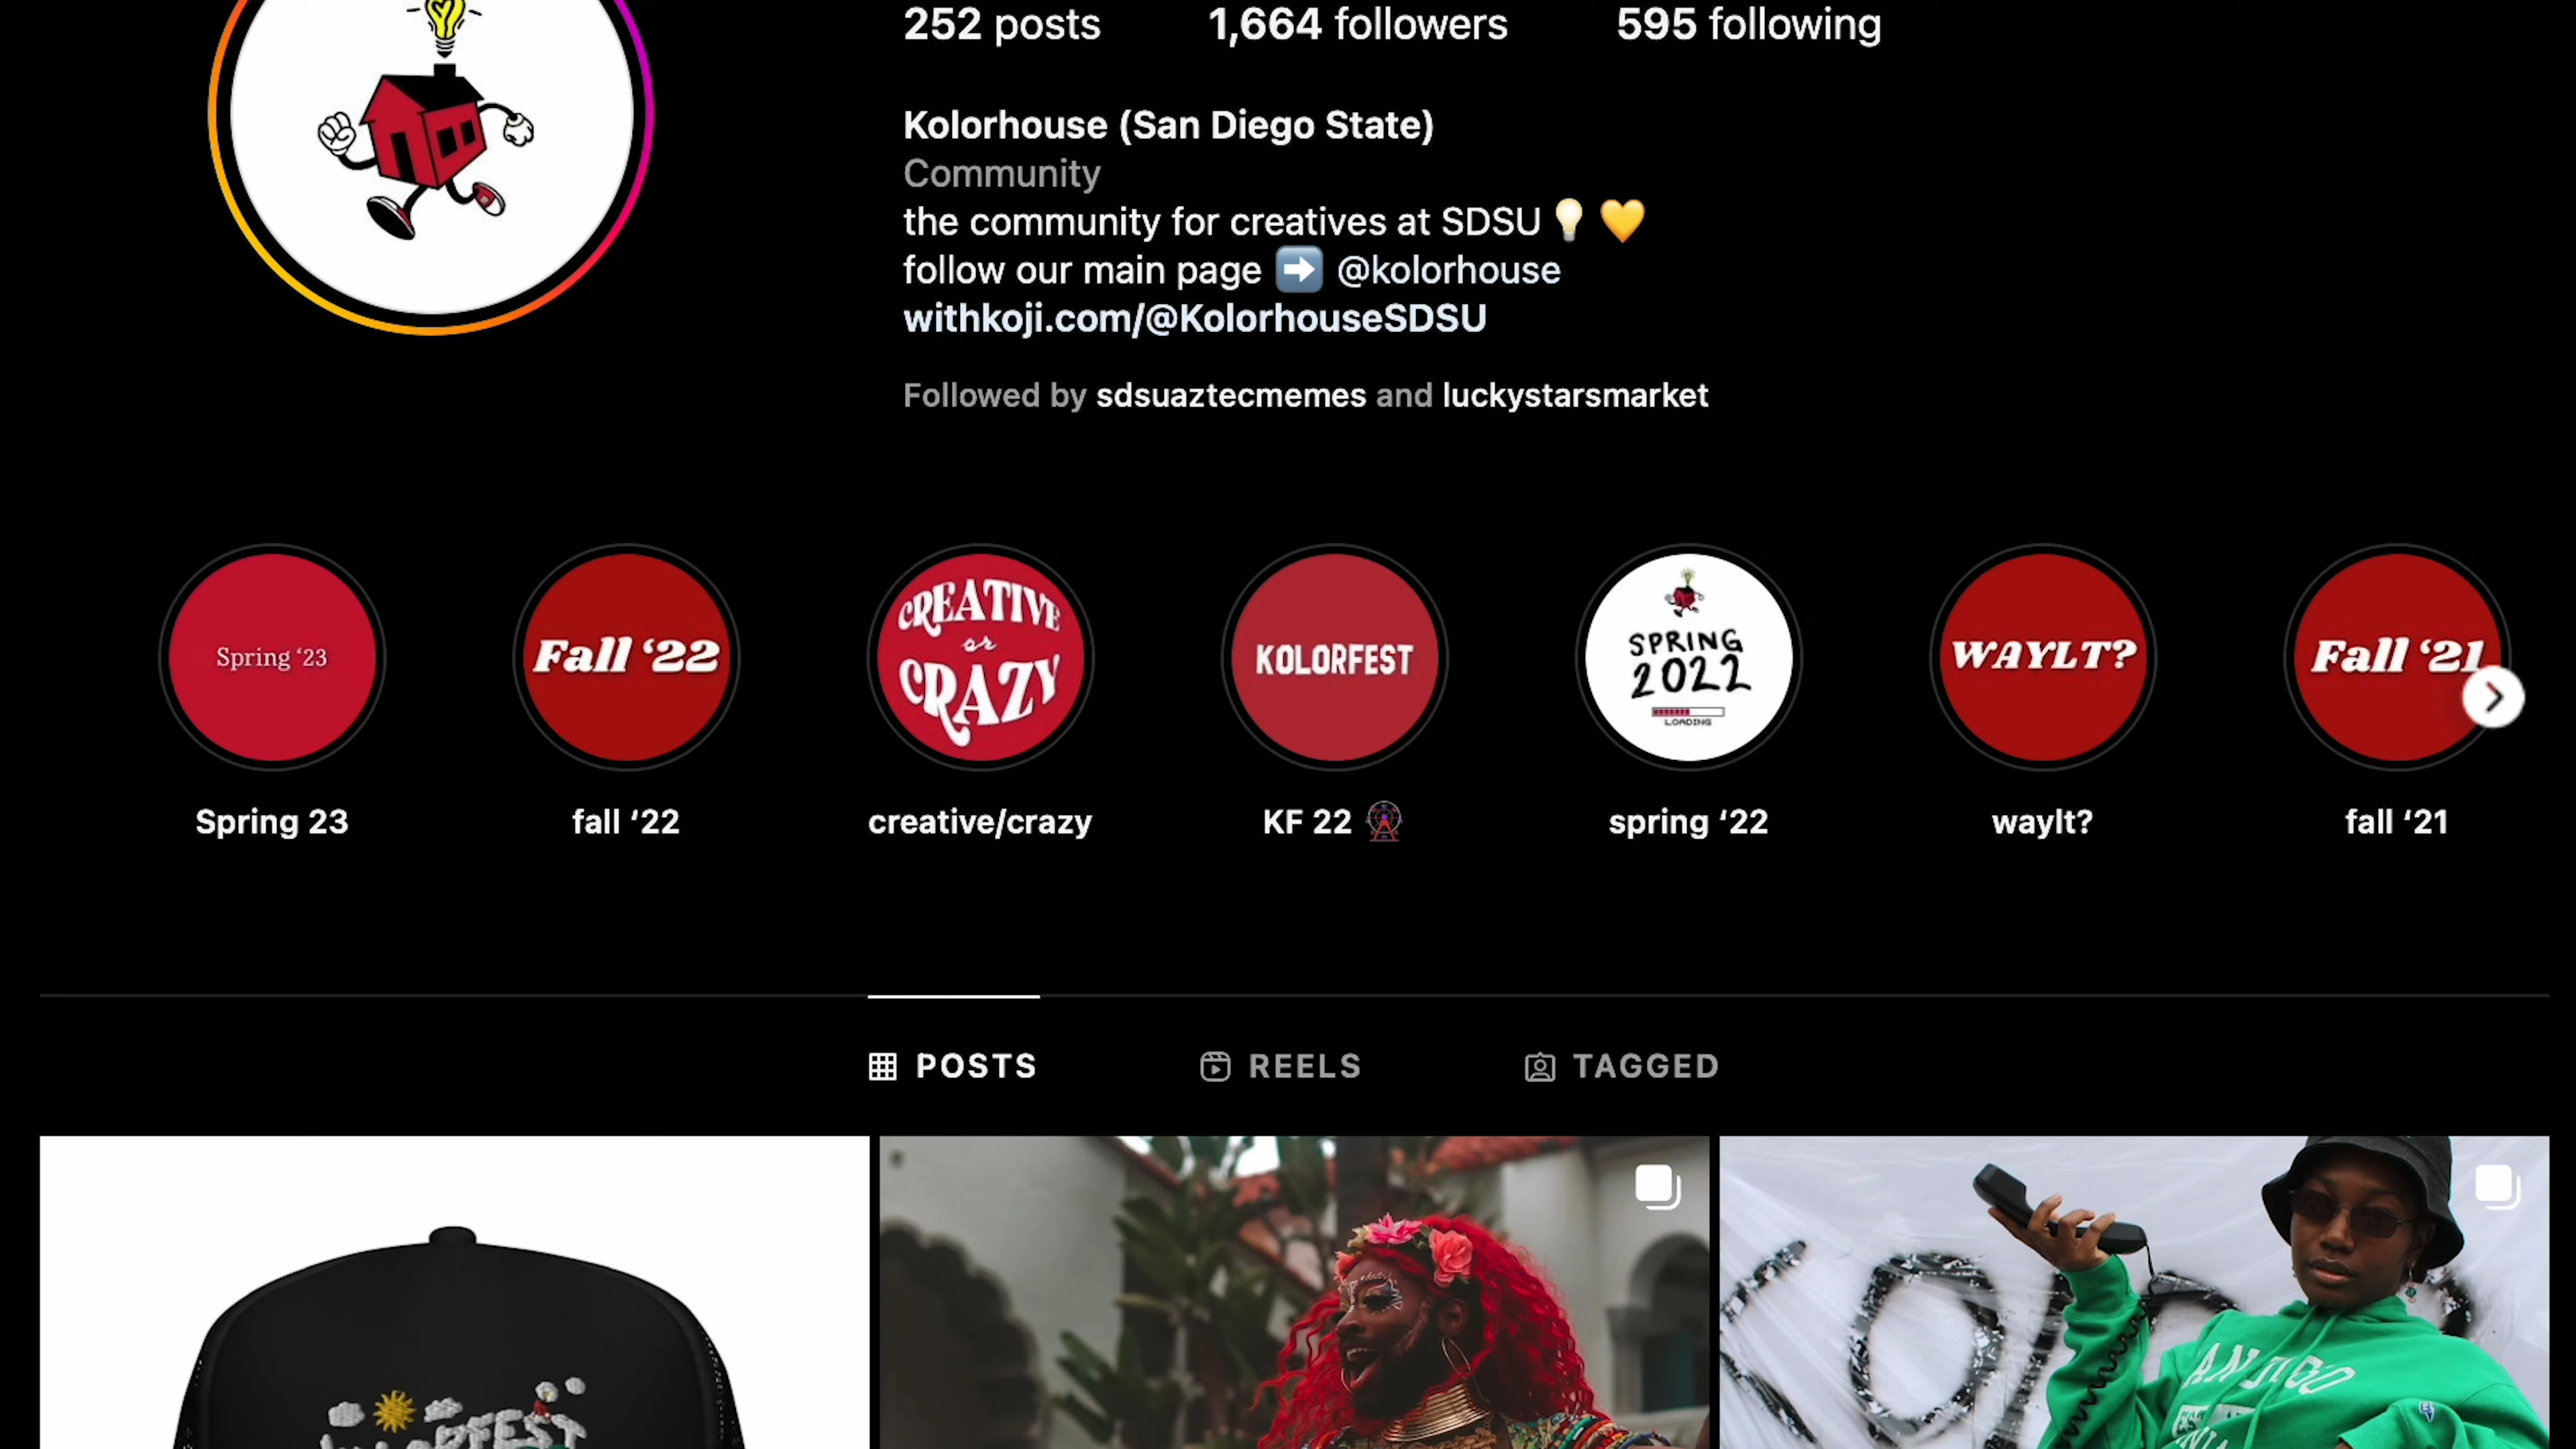 252 posts 1,664 followers 595 following
Kolorhouse (San Diego State)
Community
the community for creatives at SDSU 💡 💛
follow our main page ➡️ @kolorhouse
withkoji.com/@KolorhouseSDSU
Followed by sdsuaztecmemes and luckystarsmarket
Spring ‘23
Fall ‘22
CREATIVE
or
CRAZY
KOLORFEST
SPRING
2022
LOADING
WAYLT?
Fall ‘21
Spring 23
fall ‘22
creative/crazy
KF 22 🎡
spring ‘22
waylt?
fall ‘21
POSTS
REELS
TAGGED